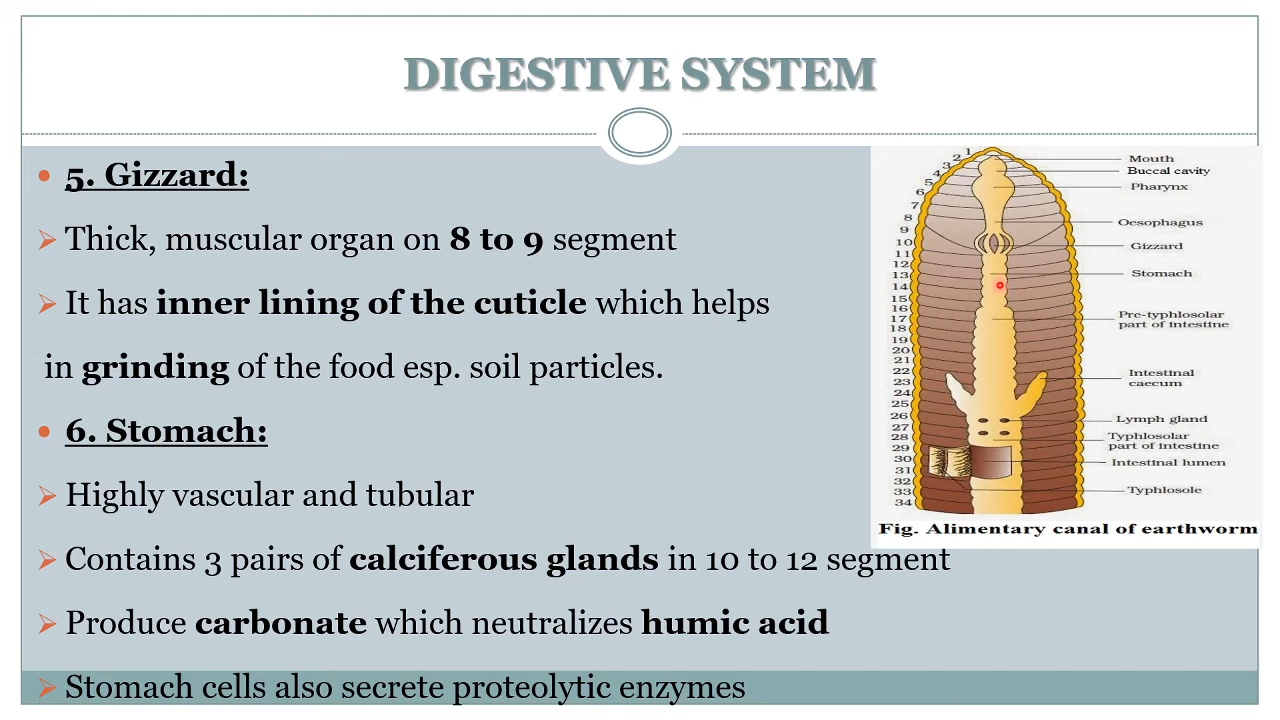 DIGESTIVE SYSTEM
5. Gizzard:
Thick, muscular organ on 8 to 9 segment
It has inner lining of the cuticle which helps
in grinding of the food esp. soil particles.
6. Stomach:
Highly vascular and tubular
Contains 3 pairs of calciferous glands in 10 to 12 segment
Produce carbonate which neutralizes humic acid
Stomach cells also secrete proteolytic enzymes
1
2
3
4
5
6
7
8
9
10
11
12
13
14
15
16
17
18
19
20
21
22
23
24
25
26
27
28
29
30
31
32
33
34
Mouth
Buccal cavity
Pharynx
Oesophagus
Gizzard
Stomach
Pre-typhlosolar
part of intestine
Intestinal
caecum
Lymph gland
Typhlosolar
part of intestine
Intestinal lumen
Typhlosole
Fig. Alimentary canal of earthworm